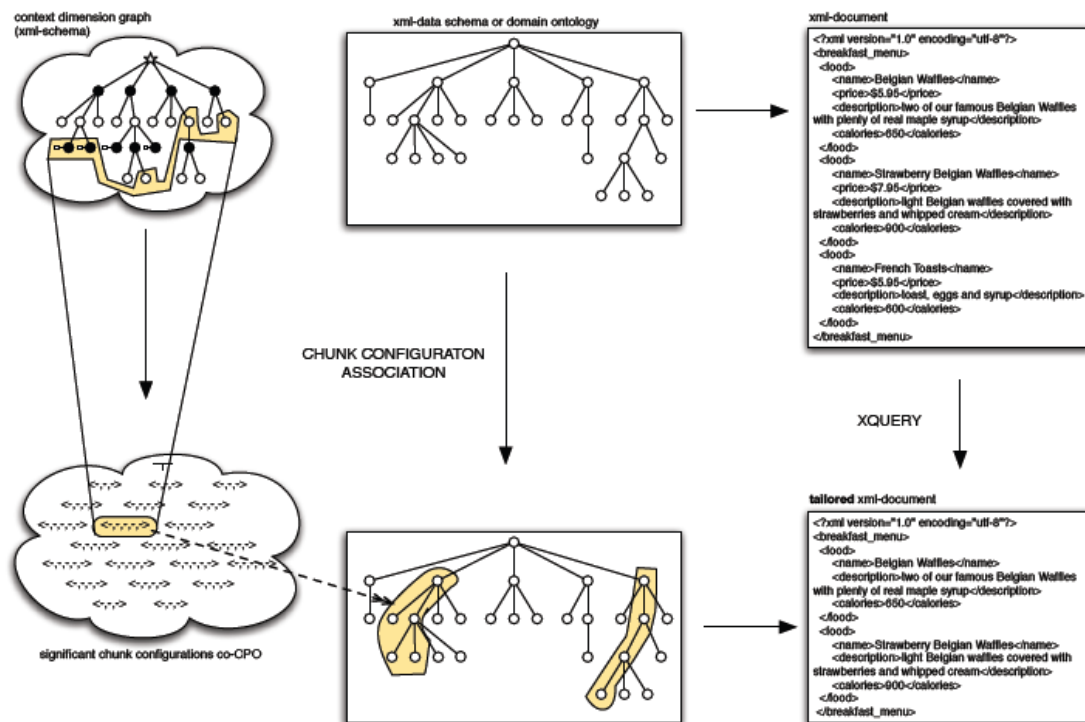 context dimension graph
(xml-schema)
xml-data schema or domain ontology
xml-document
<?xml version="1.0" encoding="utf-8"?>
<breakfast_menu>
<food>
<name>Belgian Waffles</name>
<price>$5.95</price>
<description>two of our famous Belgian Waffles
with plenty of real maple syrup</description>
<calories>650</calories>
</food>
<food>
<name>Strawberry Belgian Waffles</name>
<price>$7.95</price>
<description>light Belgian waffles covered with
strawberries and whipped cream</description>
<calories>900</calories>
</food>
<food>
<name>French Toasts</name>
<price>$5.95</price>
<description>toast, eggs and syrup</description>
<calories>600</calories>
</food>
</breakfast_menu>
CHUNK CONFIGURATON
ASSOCIATION
XQUERY
significant chunk configurations co-CPO
tailored xml-document
<?xml version="1.0" encoding="utf-8"?>
<breakfast_menu>
<food>
<name>Belgian Waffles</name>
<description>two of our famous Belgian Waffles
with plenty of real maple syrup</description>
<calories>650</calories>
</food>
<food>
<name>Strawberry Belgian Waffles</name>
<description>light Belgian waffles covered with
strawberries and whipped cream</description>
<calories>900</calories>
</food>
</breakfast_menu>